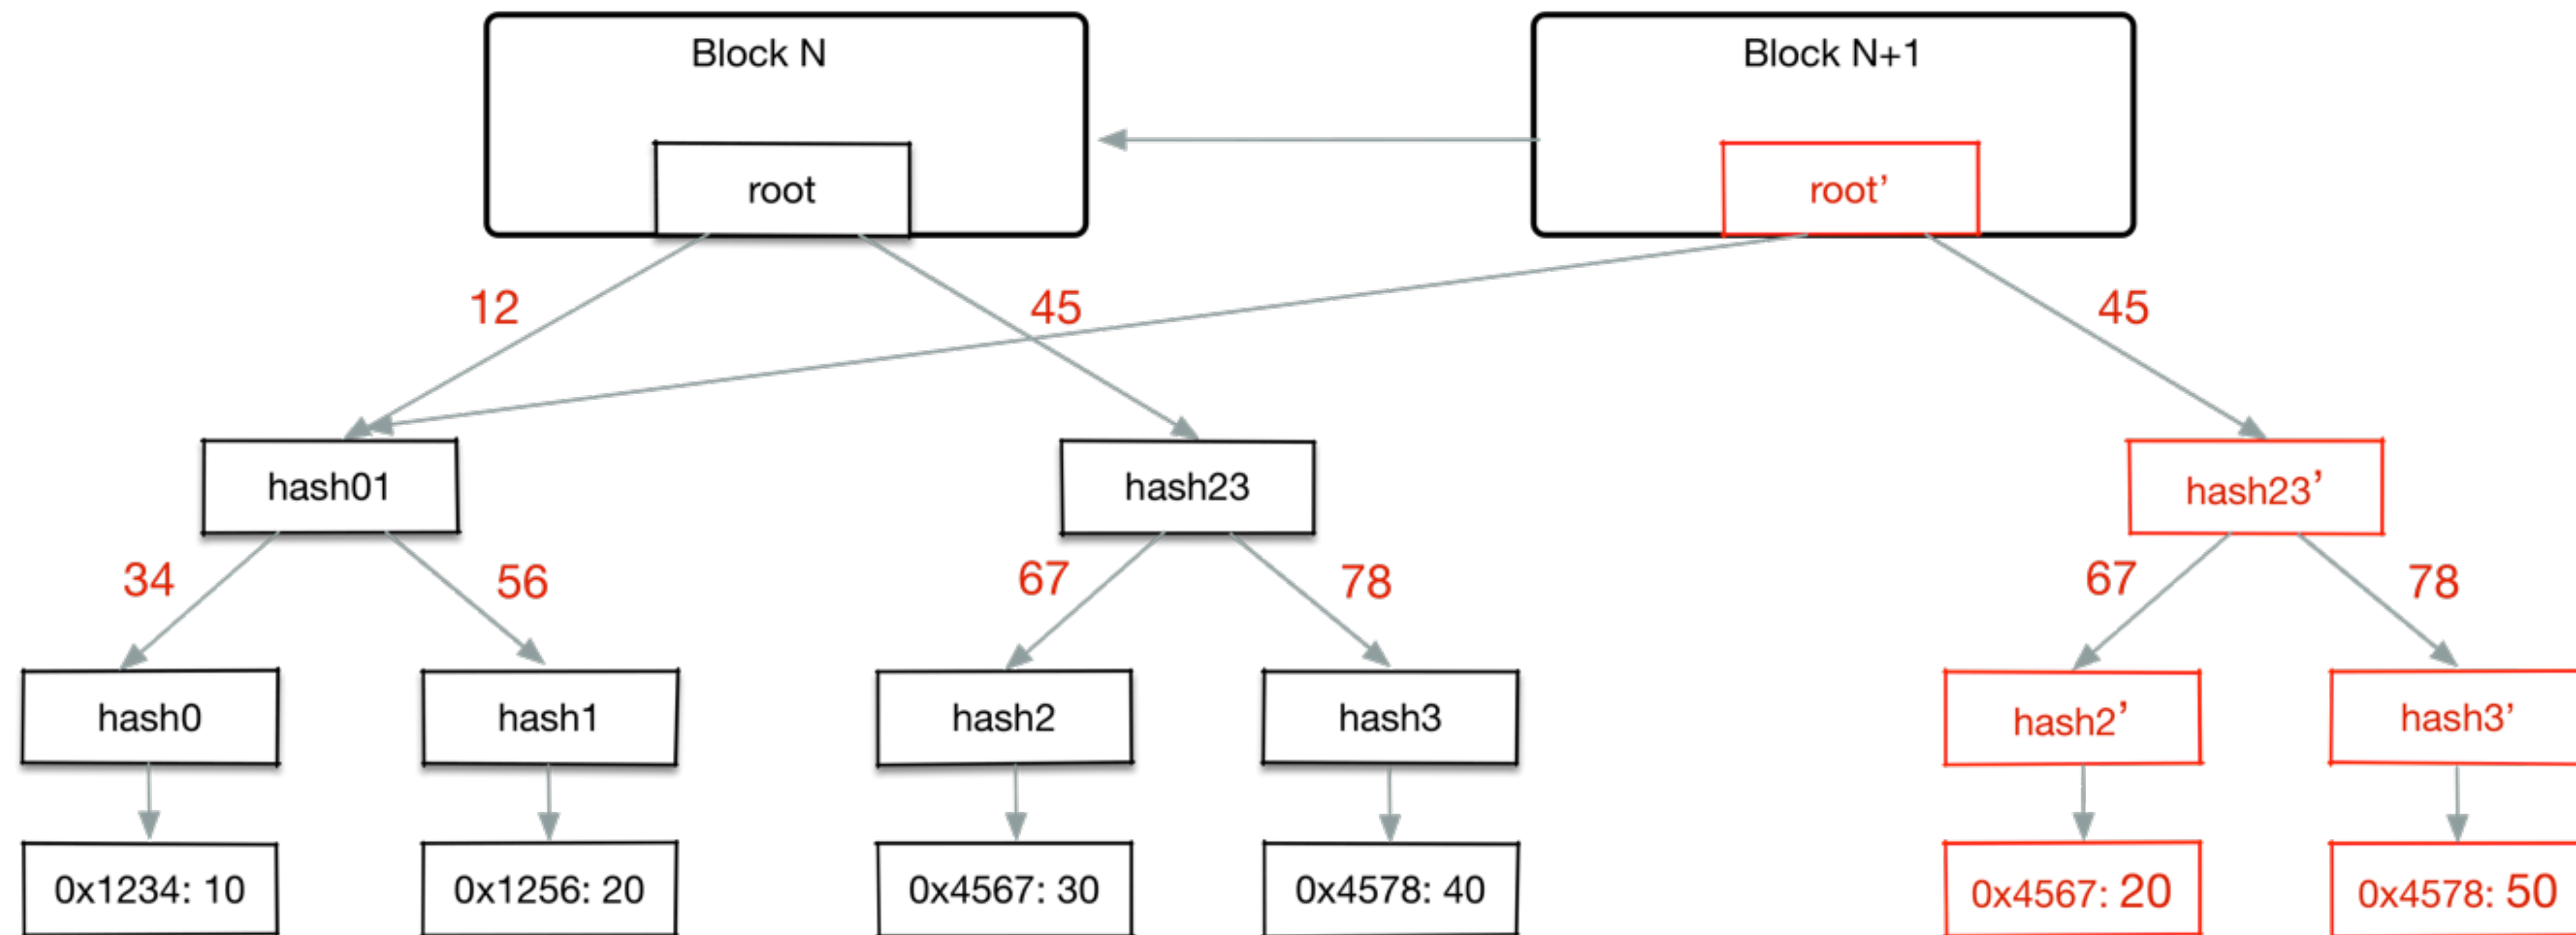 Block N
Block N+1
root
root’
12
45
45
hash01
hash23
hash23’
34
56
67
78
67
78
hash0
hash1
hash2
hash3
hash2’
hash3’
0x1234: 10
0x1256: 20
0x4567: 30
0x4578: 40
0x4567: 20
0x4578: 50